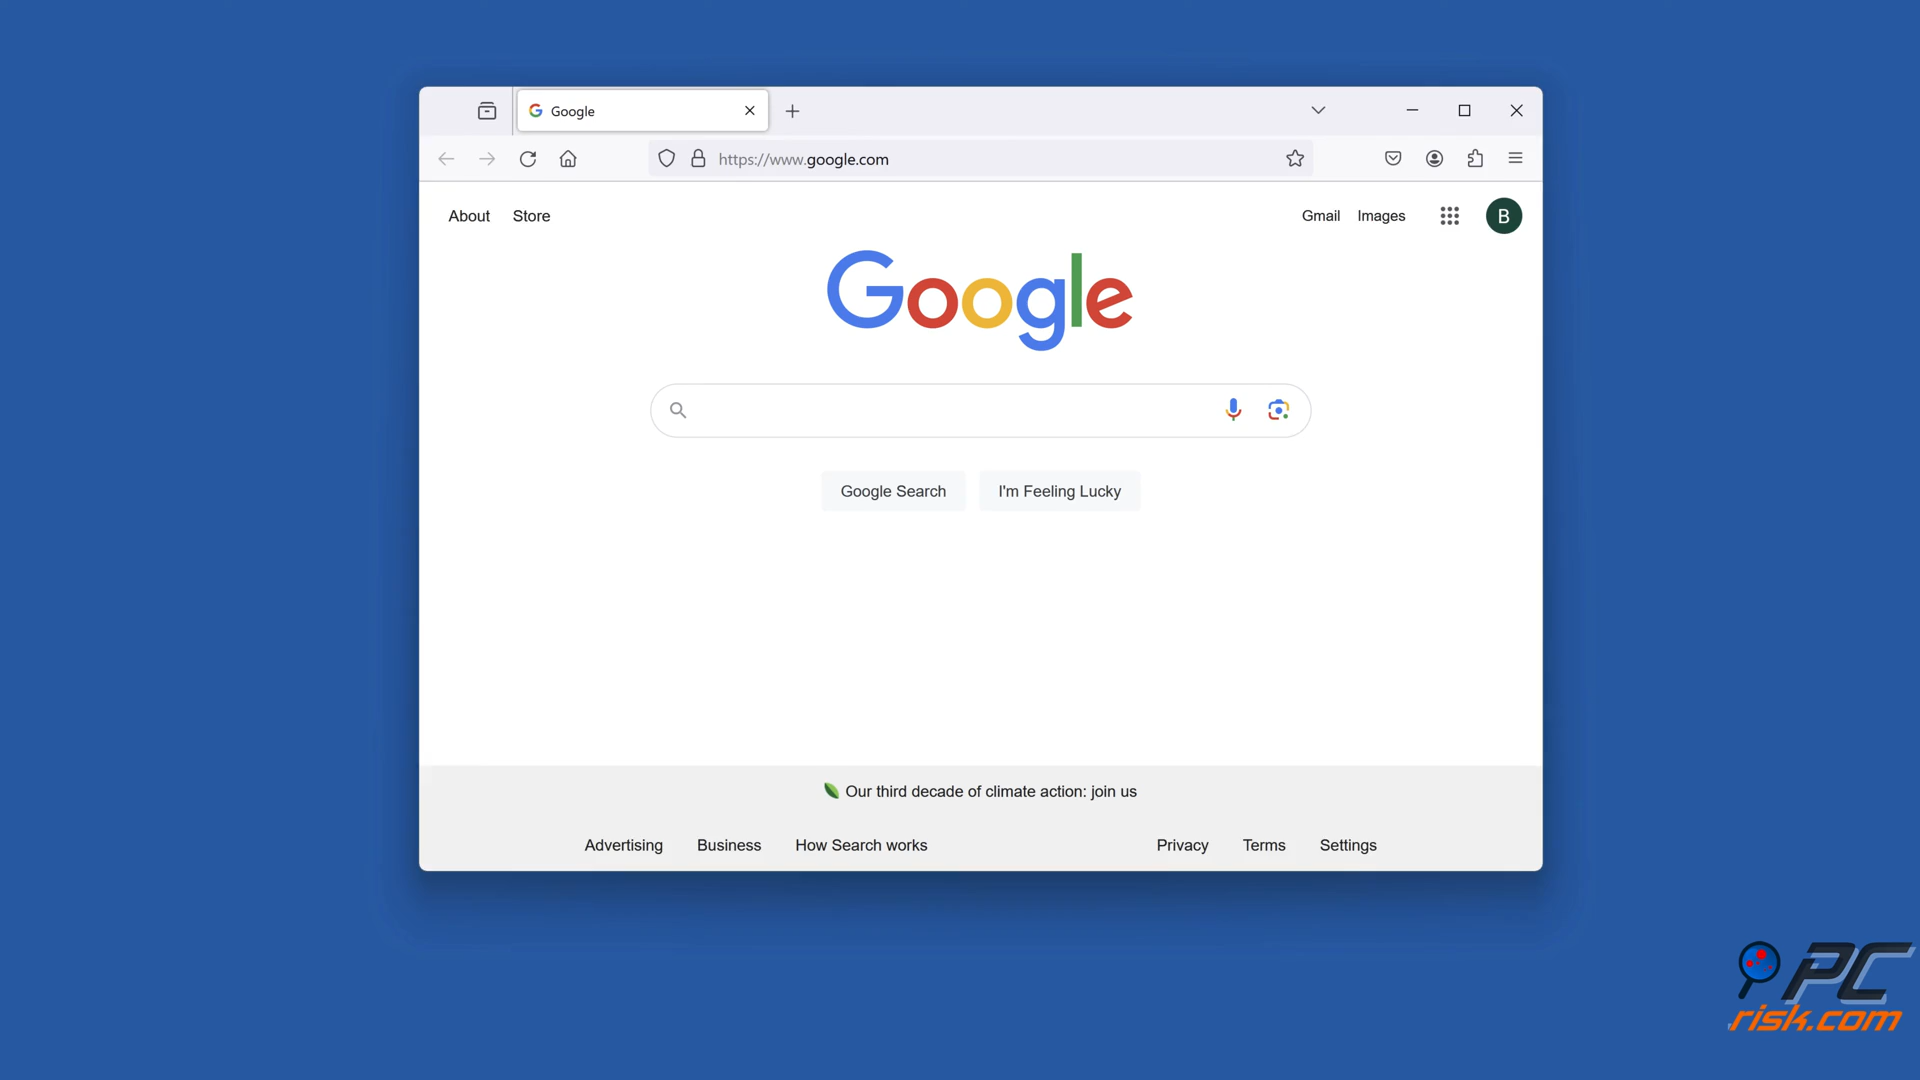 Google
https://www.google.com
About Store Gmail Images B
Google
Google Search I'm Feeling Lucky
Our third decade of climate action: join us
Advertising Business How Search works Privacy Terms Settings
PC
risk.com